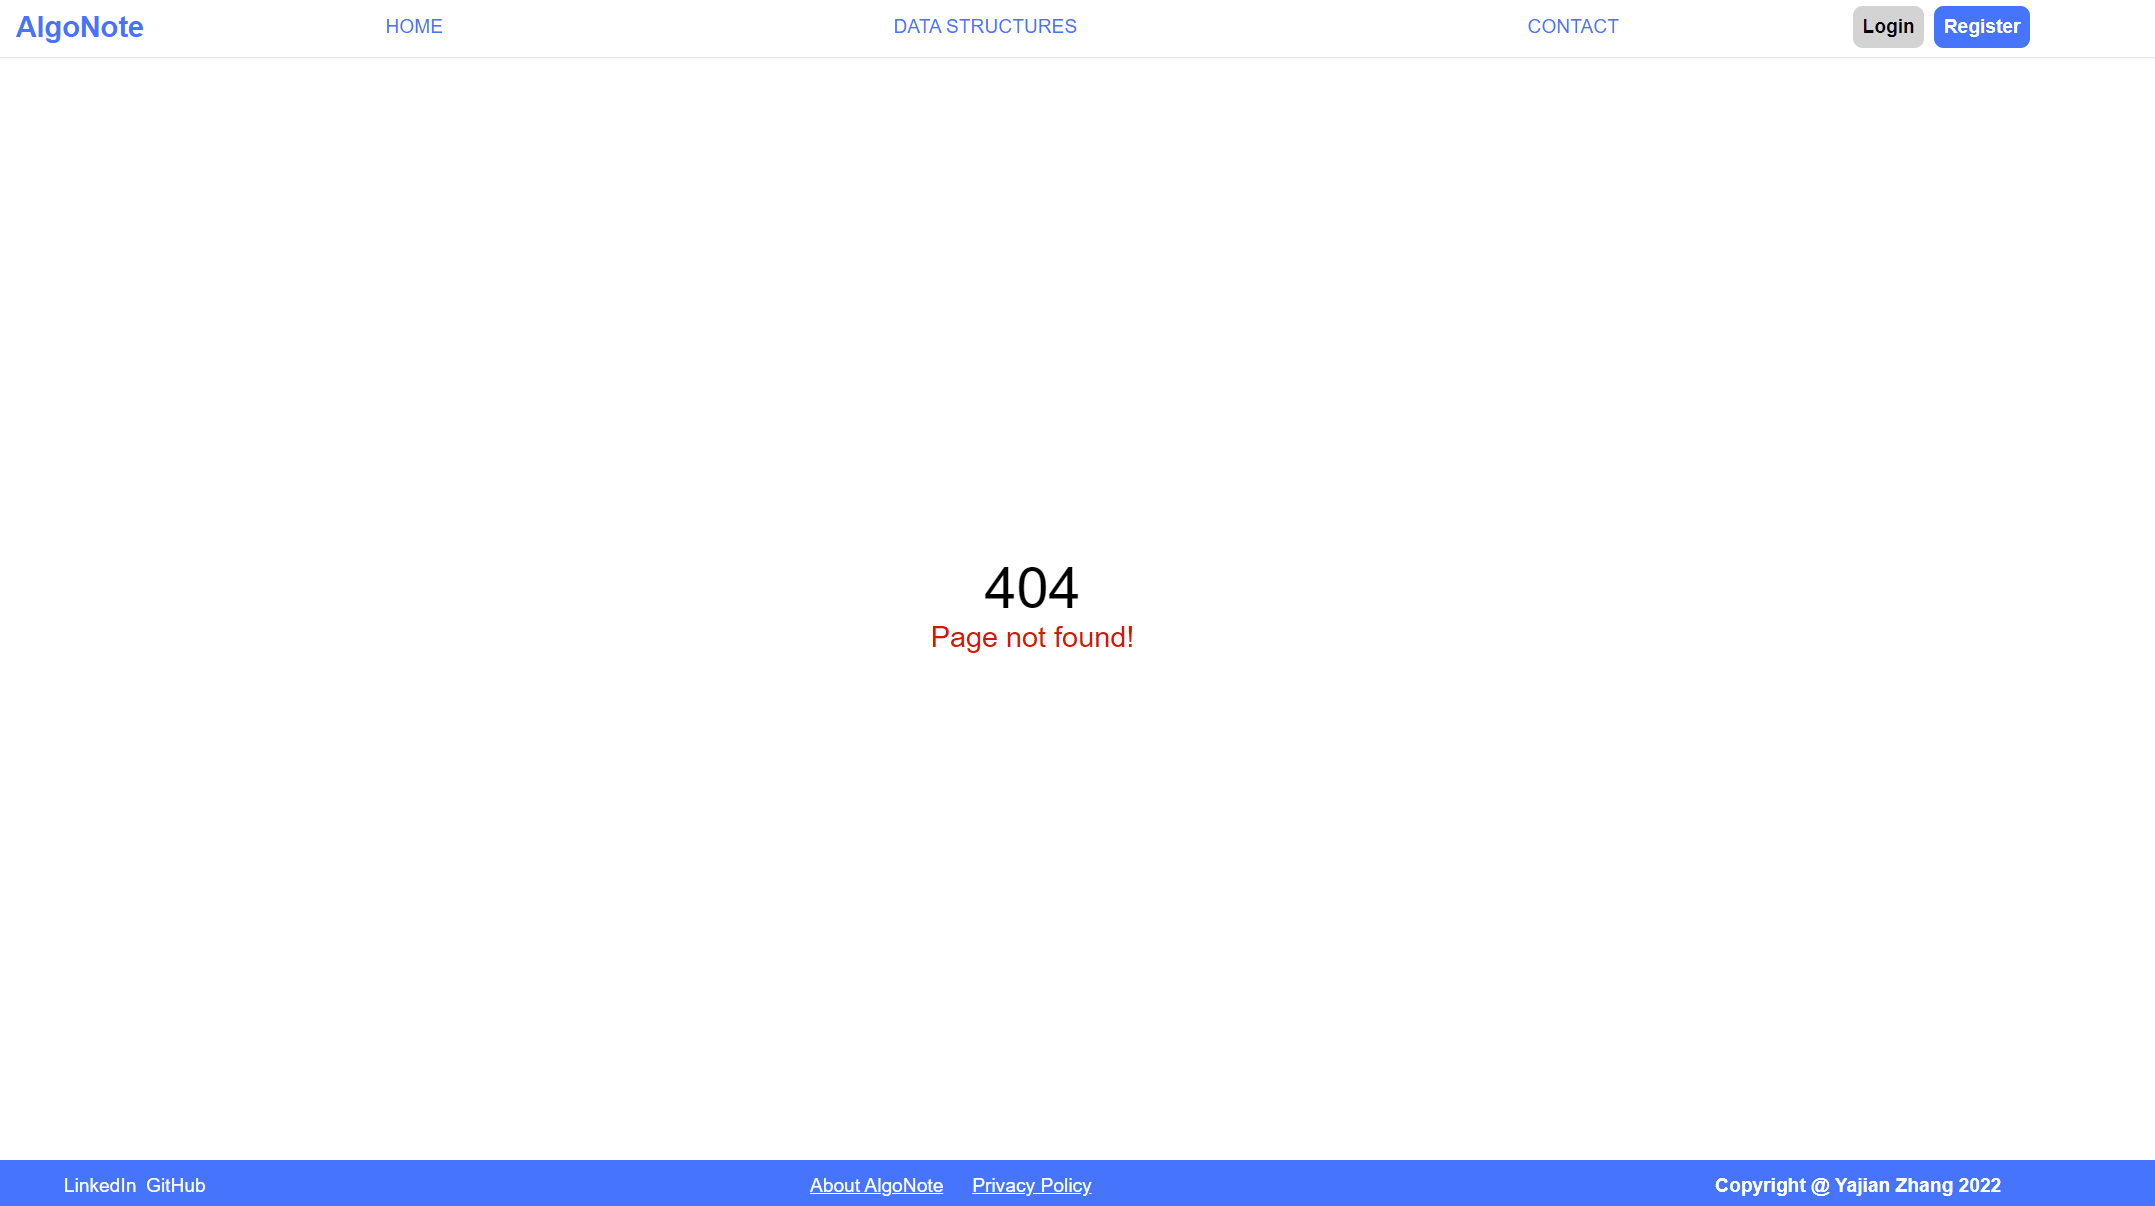 AlgoNote HOME DATA STRUCTURES CONTACT Login Register
404
Page not found!
LinkedIn GitHub About AlgoNote Privacy Policy Copyright @ Yajian Zhang 2022